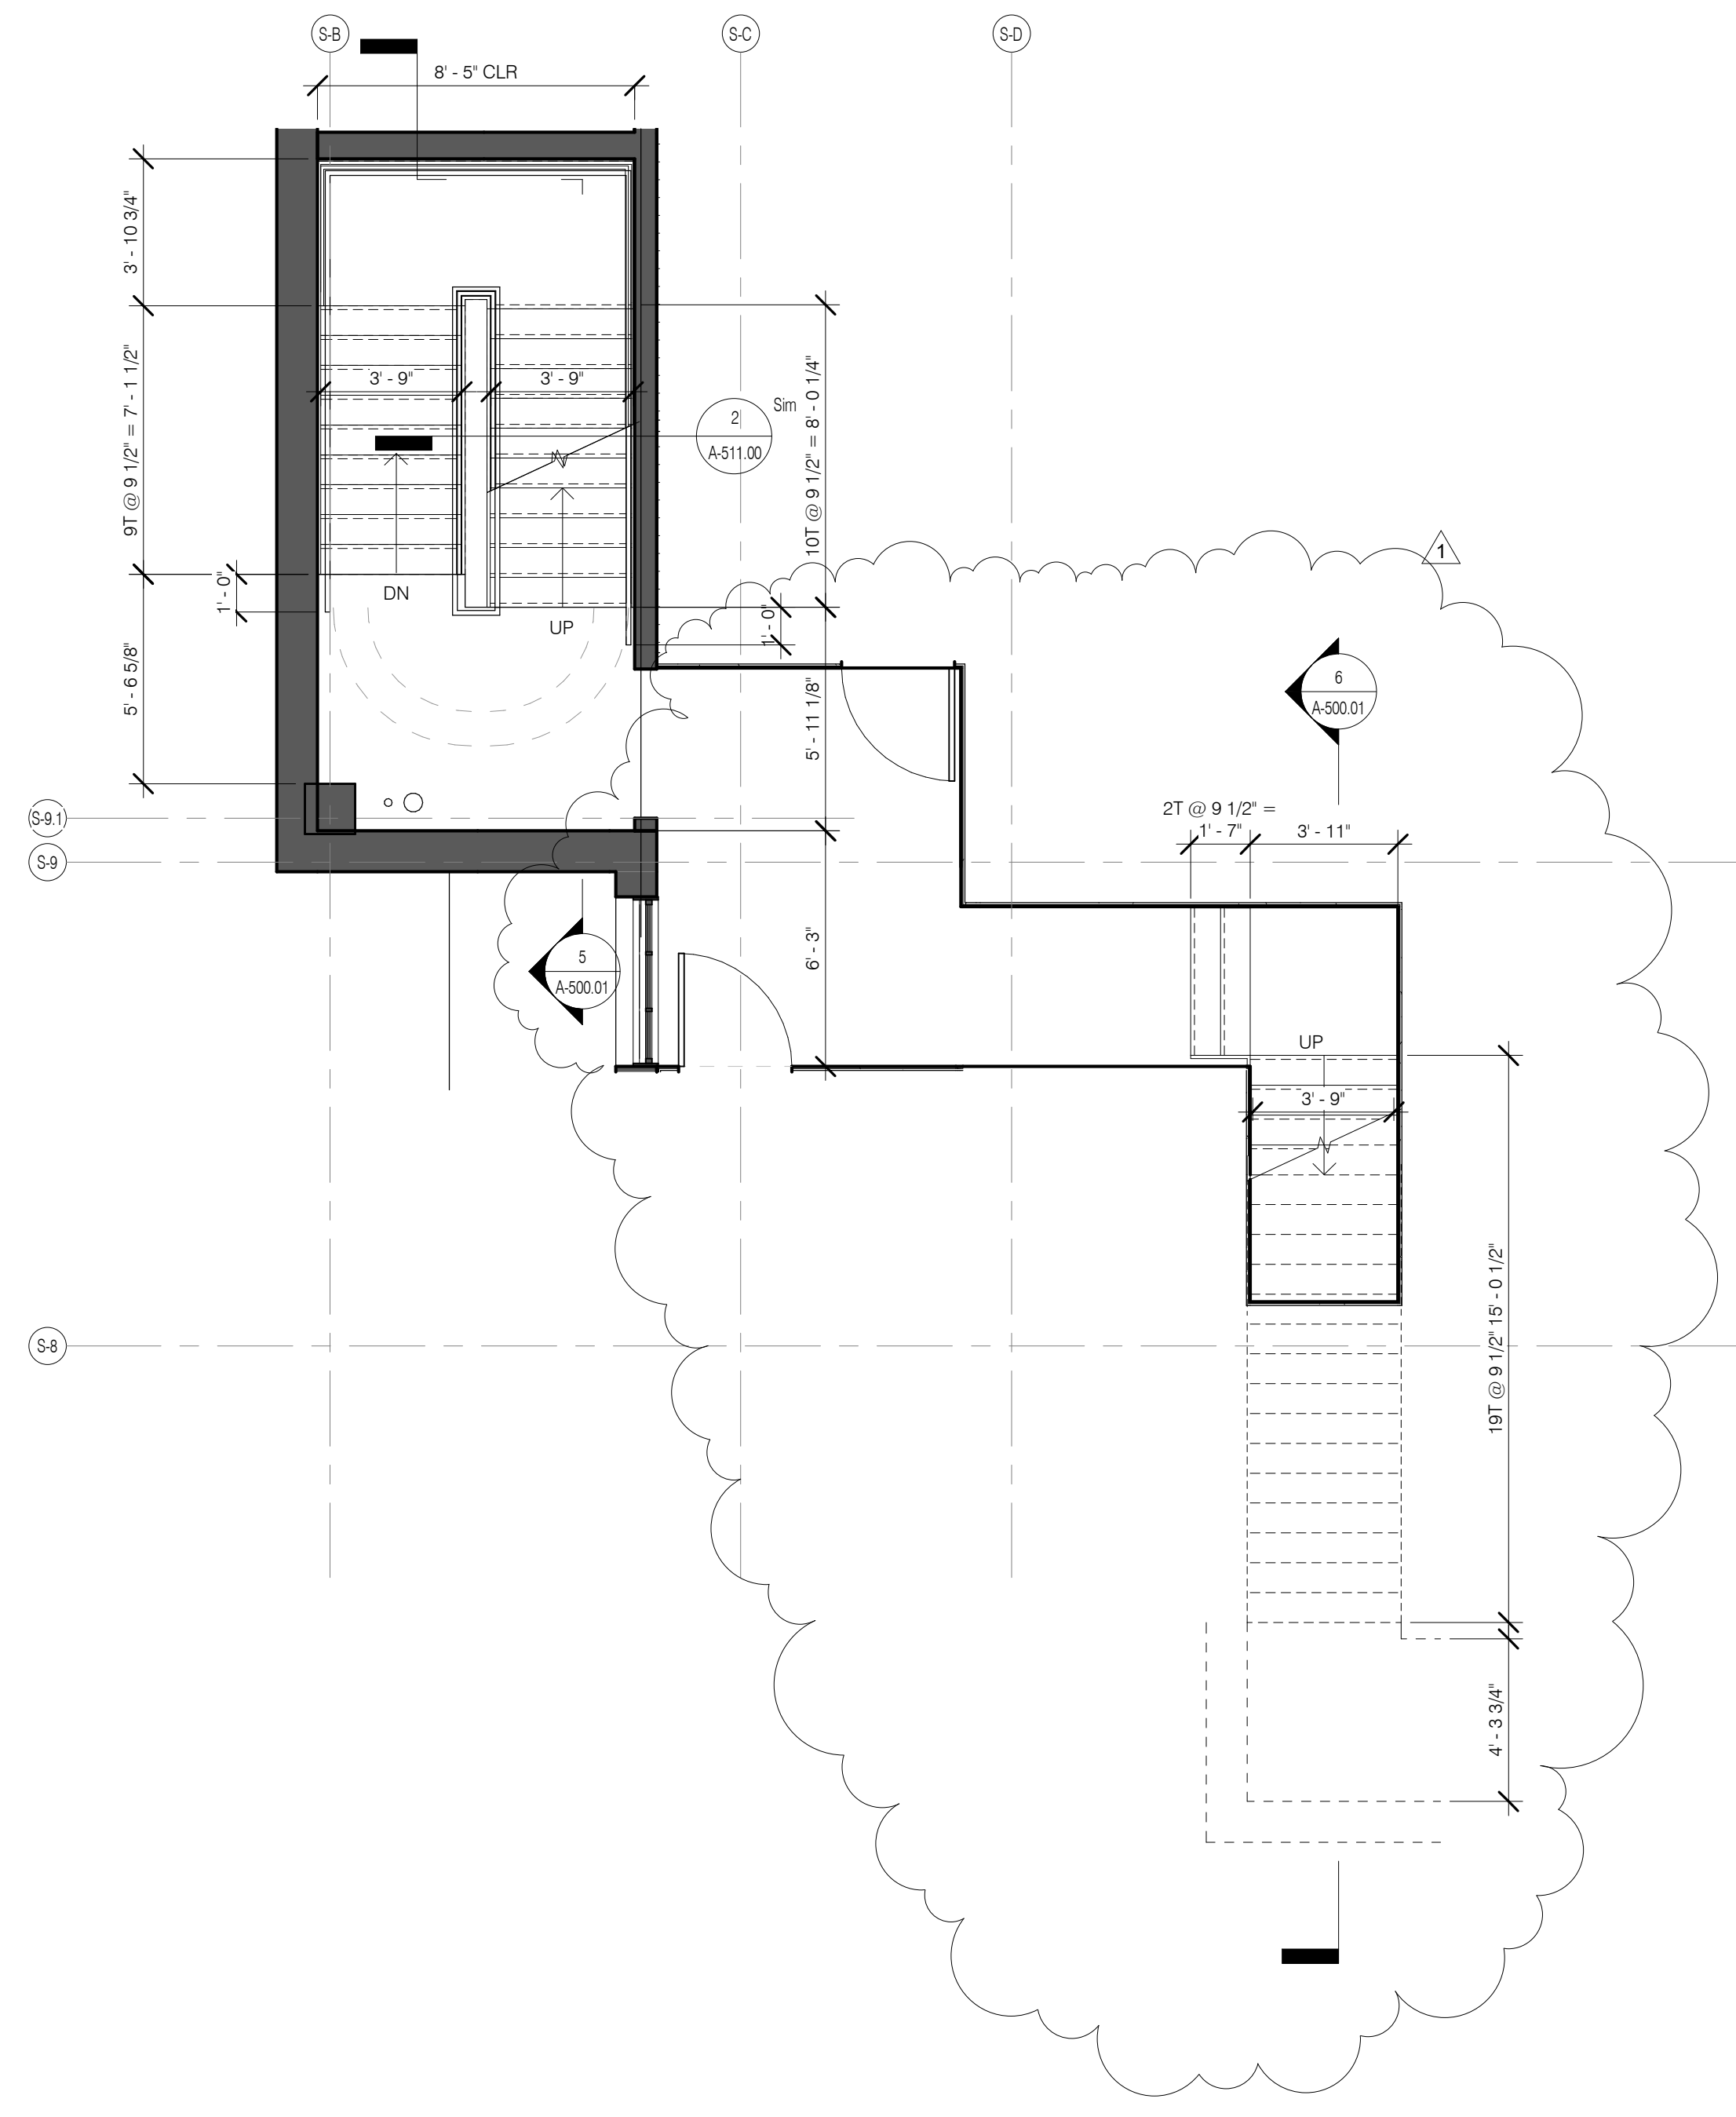 S-B
S-C
S-D
8' - 5" CLR
3' - 10 3/4"
9T @ 9 1/2" = 7' - 1 1/2"
3' - 9"
3' - 9"
10T @ 9 1/2" = 8' - 0 1/4"
2
Sim
A-511.00
1
1' - 0"
DN
UP
1' - 0"
5' - 6 5/8"
5' - 11 1/8"
6
A-500.01
S-9.1
2T @ 9 1/2" =
1' - 7"
3' - 11"
S-9
6' - 3"
5
A-500.01
UP
3' - 9"
19T @ 9 1/2" 15' - 0 1/2"
S-8
4' - 3 3/4"